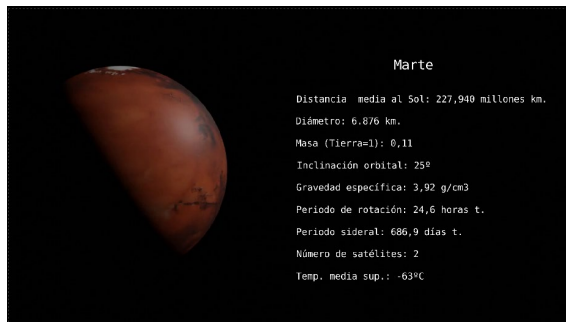 Marte
Distancia  media al Sol: 227,940 millones km.
Diámetro: 6.876 km.
Masa (Tierra=1): 0,11
Inclinación orbital: 25º
Gravedad específica: 3,92 g/cm3
Periodo de rotación: 24,6 horas t.
Periodo sideral: 686,9 días t.
Número de satélites: 2
Temp. media sup.: -63ºC